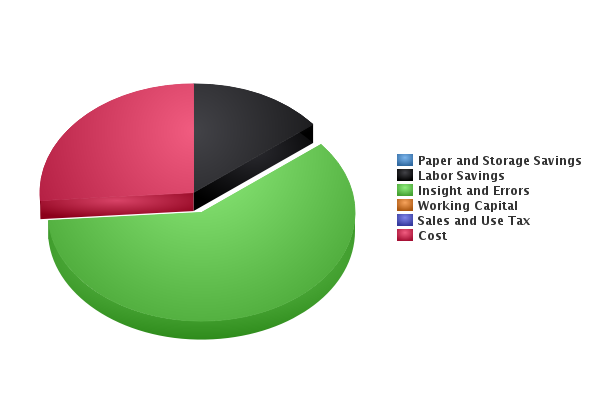 Paper and Storage Savings
Labor Savings
Insight and Errors
Working Capital
Sales and Use Tax
Cost